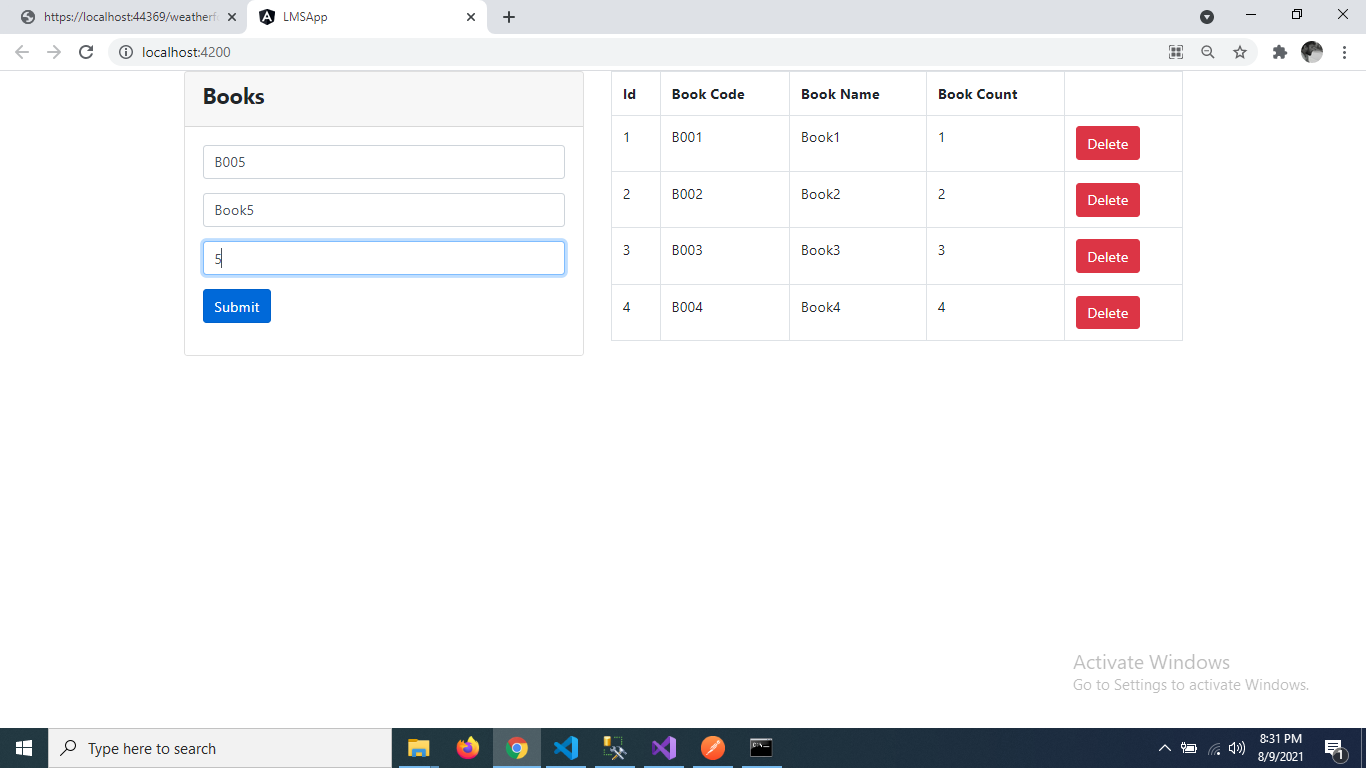 https://localhost:44369/weatherf
LMSApp
localhost:4200
Books
B005
Book5
5
Submit
Id Book Code Book Name Book Count
1 B001 Book1 1 Delete
2 B002 Book2 2 Delete
3 B003 Book3 3 Delete
4 B004 Book4 4 Delete
Activate Windows
Go to Settings to activate Windows.
Type here to search
8:31 PM
8/9/2021
1